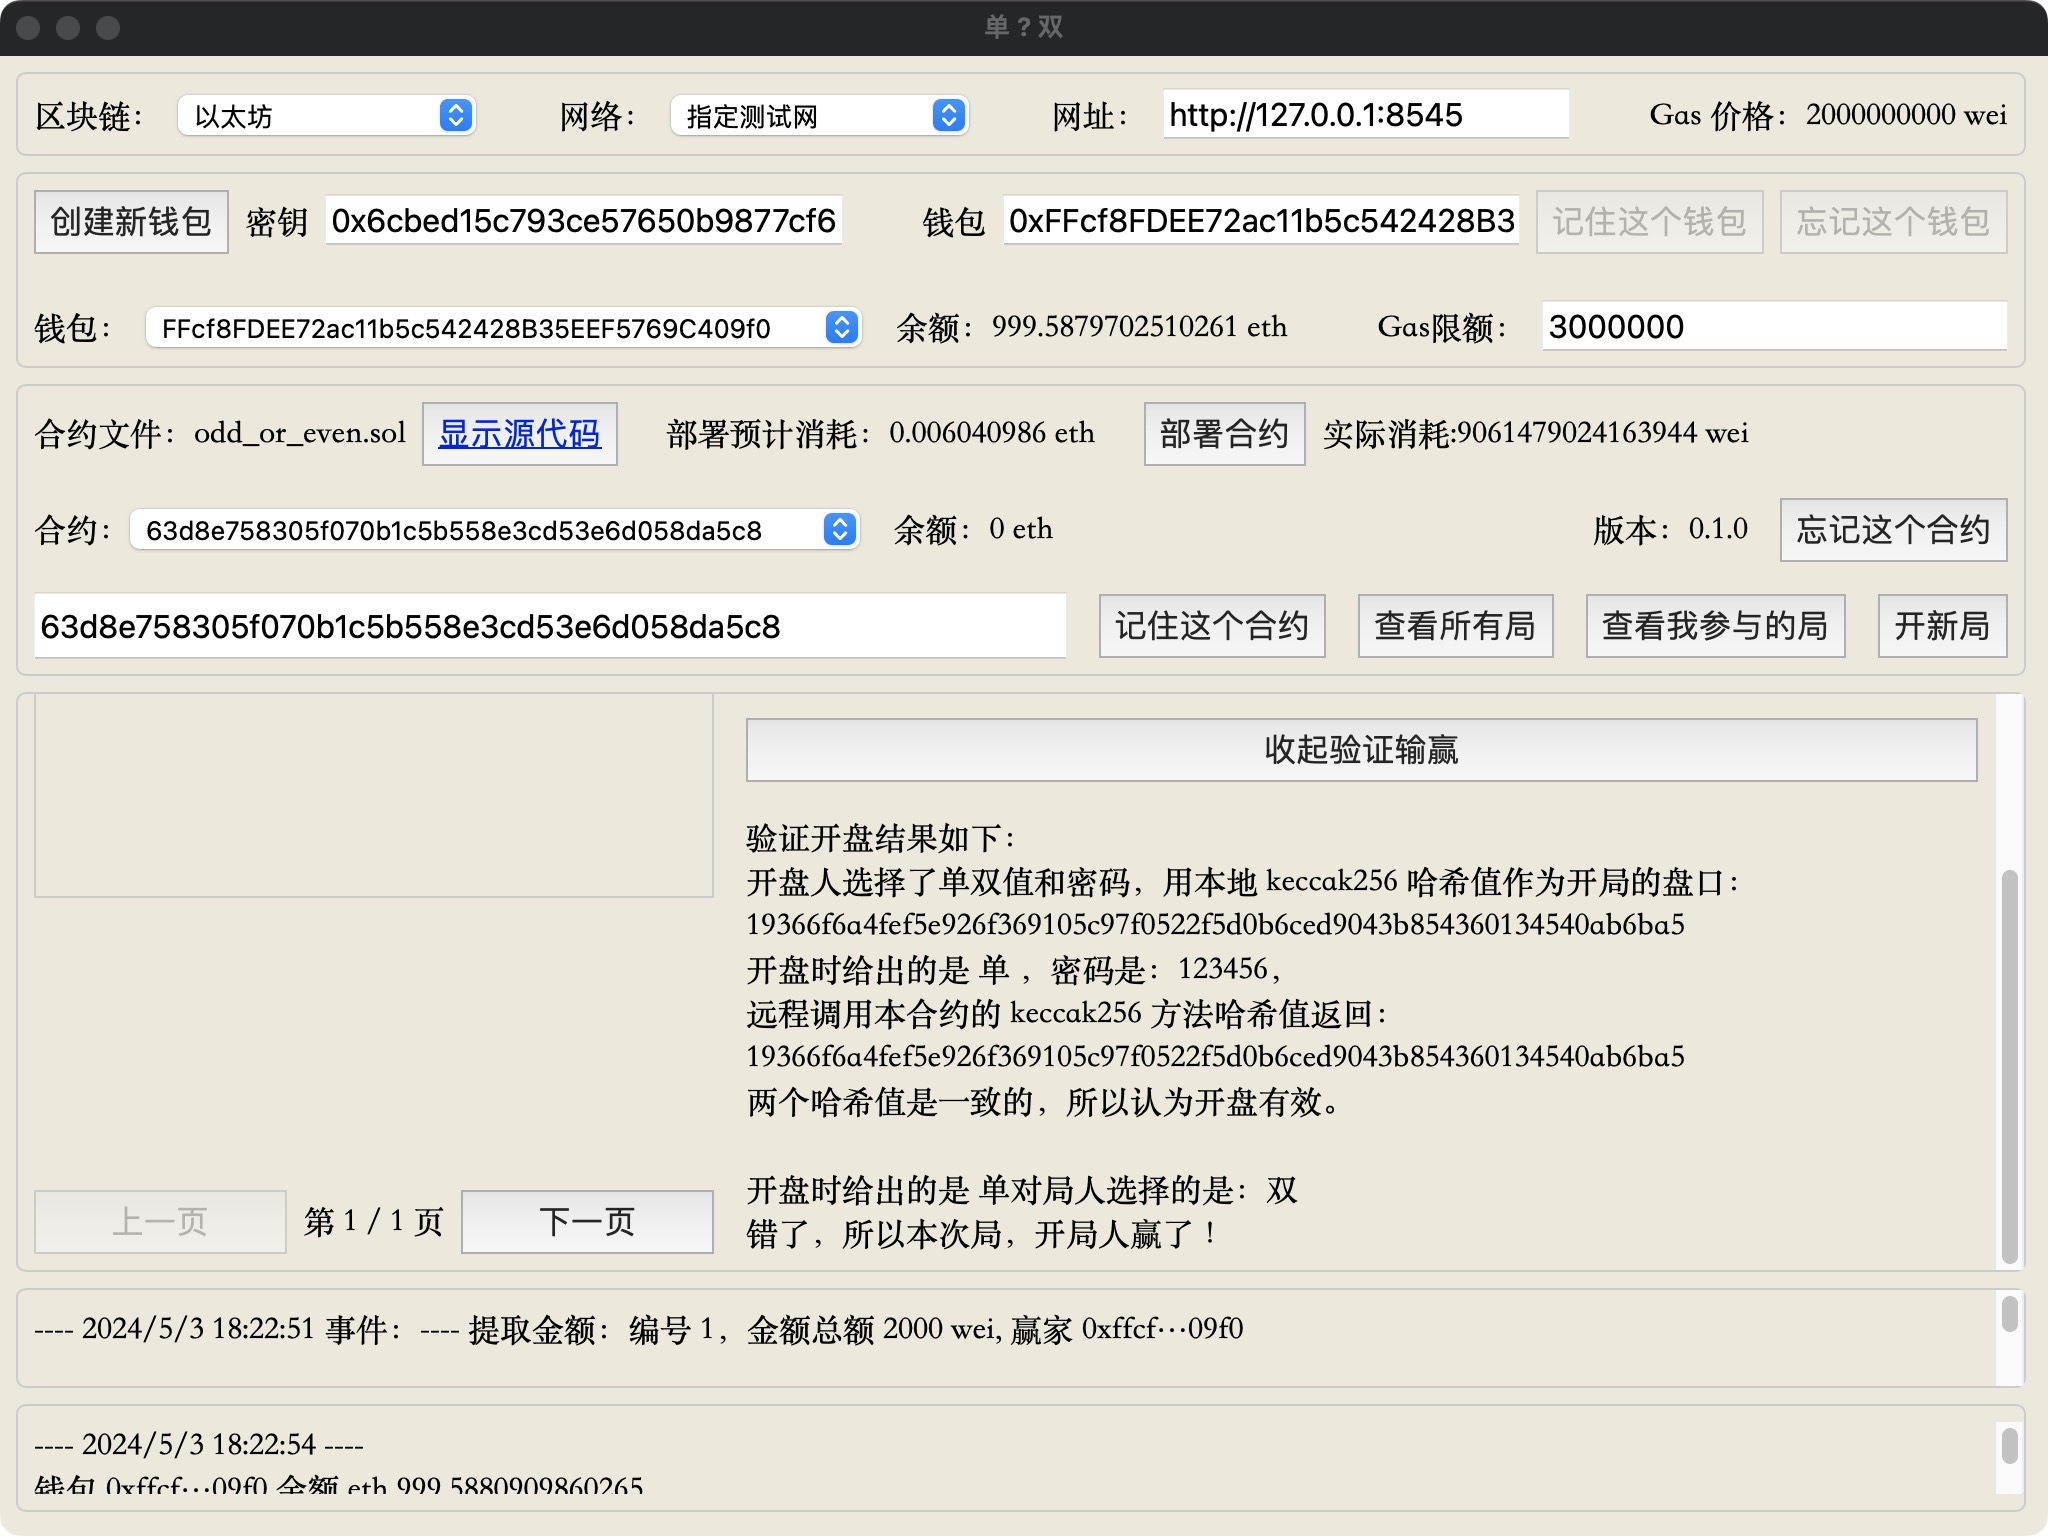 单？双
区块链： 以太坊 网络： 指定测试网 网址： http://127.0.0.1:8545 Gas 价格：2000000000 wei
创建新钱包 密钥 0x6cbed15c793ce57650b9877cf6 钱包 0xFFcf8FDEE72ac11b5c542428B3 记住这个钱包 忘记这个钱包
钱包： FFcf8FDEE72ac11b5c542428B35EEF5769C409f0 余额：999.5879702510261 eth Gas限额： 3000000
合约文件：odd_or_even.sol 显示源代码 部署预计消耗：0.006040986 eth 部署合约 实际消耗:9061479024163944 wei
合约： 63d8e758305f070b1c5b558e3cd53e6d058da5c8 余额：0 eth 版本：0.1.0 忘记这个合约
63d8e758305f070b1c5b558e3cd53e6d058da5c8 记住这个合约 查看所有局 查看我参与的局 开新局
收起验证输赢
验证开盘结果如下：
开盘人选择了单双值和密码，用本地 keccak256 哈希值作为开局的盘口：
19366f6a4fef5e926f369105c97f0522f5d0b6ced9043b854360134540ab6ba5
开盘时给出的是 单 ，密码是：123456，
远程调用本合约的 keccak256 方法哈希值返回：
19366f6a4fef5e926f369105c97f0522f5d0b6ced9043b854360134540ab6ba5
两个哈希值是一致的，所以认为开盘有效。
开盘时给出的是 单对局人选择的是：双
错了，所以本次局，开局人赢了！
上一页 第 1 / 1 页 下一页
---- 2024/5/3 18:22:51 事件：---- 提取金额：编号 1，金额总额 2000 wei, 赢家 0xffcf…09f0
---- 2024/5/3 18:22:54 ----
钱包 0xffcf…09f0 余额 eth 999.5880909860265